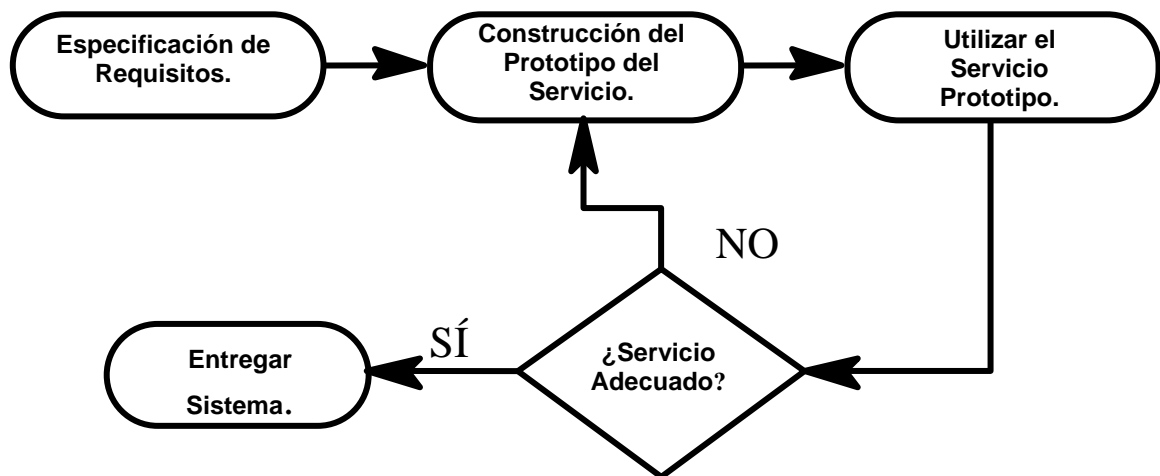 Especificación de
Requisitos.
Construcción del
Prototipo del
Servicio.
Utilizar el
Servicio
Prototipo.
NO
SÍ
¿Servicio
Adecuado?
Entregar
Sistema.